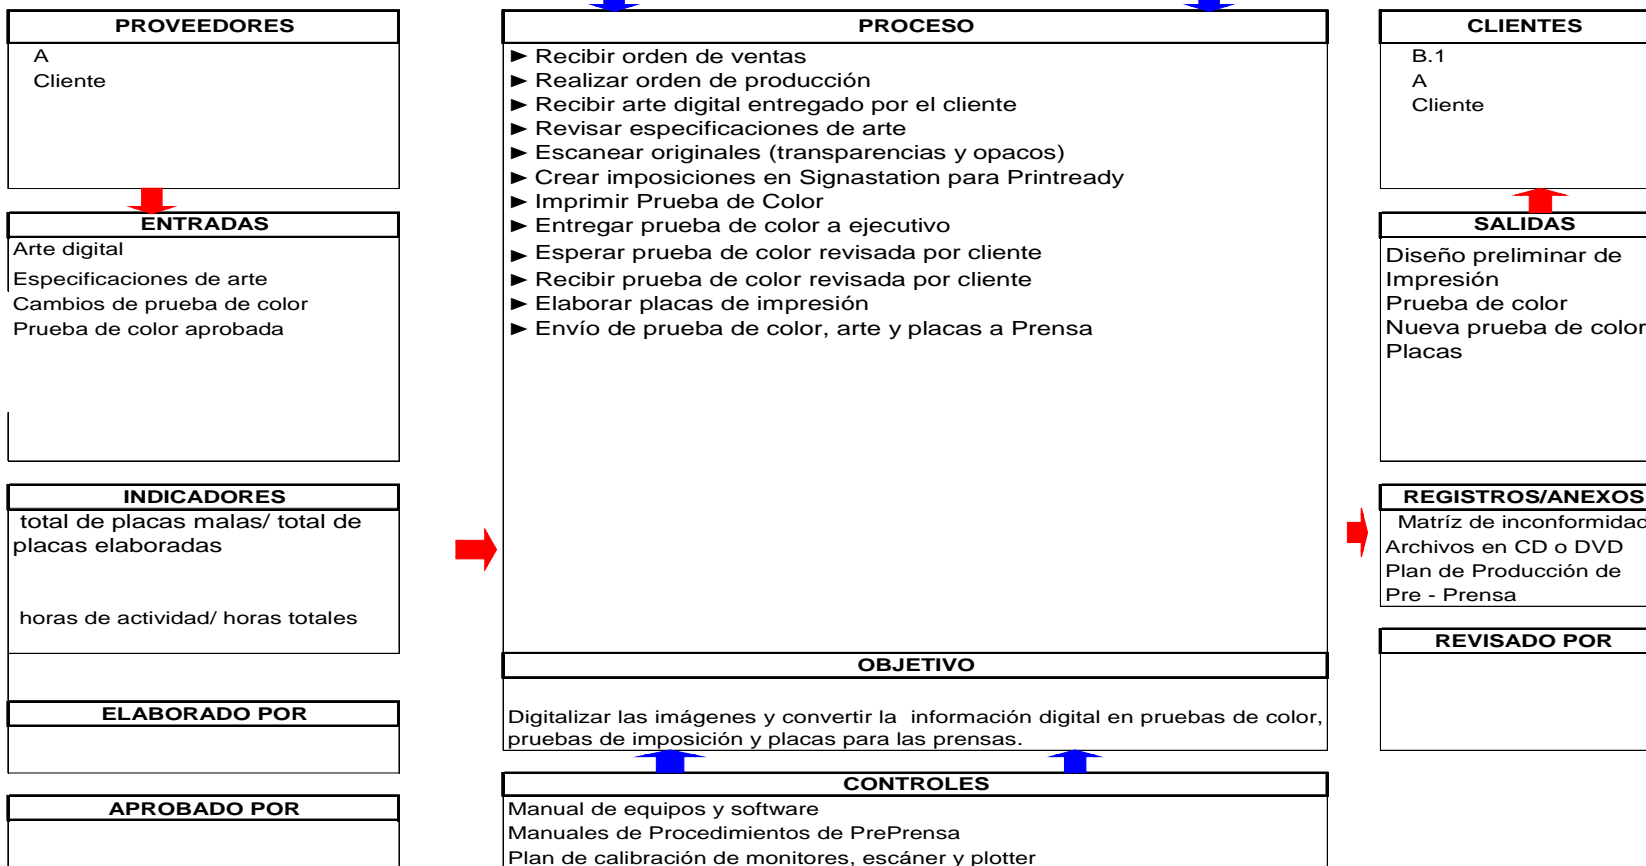 PROVEEDORES
A
Cliente
ENTRADAS
Arte digital
Especificaciones de arte
Cambios de prueba de color
Prueba de color aprobada
INDICADORES
total de placas malas/ total de
placas elaboradas
horas de actividad/ horas totales
ELABORADO POR
APROBADO POR
PROCESO
► Recibir orden de ventas
► Realizar orden de producción
► Recibir arte digital entregado por el cliente
► Revisar especificaciones de arte
► Escanear originales (transparencias y opacos)
► Crear imposiciones en Signastation para Printready
► Imprimir Prueba de Color
► Entregar prueba de color a ejecutivo
► Esperar prueba de color revisada por cliente
► Recibir prueba de color revisada por cliente
► Elaborar placas de impresión
► Envío de prueba de color, arte y placas a Prensa
OBJETIVO
Digitalizar las imágenes y convertir la información digital en pruebas de color,
pruebas de imposición y placas para las prensas.
CONTROLES
Manual de equipos y software
Manuales de Procedimientos de PrePrensa
Plan de calibración de monitores, escáner y plotter
CLIENTES
B.1
A
Cliente
SALIDAS
Diseño preliminar de
Impresión
Prueba de color
Nueva prueba de color
Placas
REGISTROS/ANEXOS
Matríz de inconformidad
Archivos en CD o DVD
Plan de Producción de
Pre - Prensa
REVISADO POR